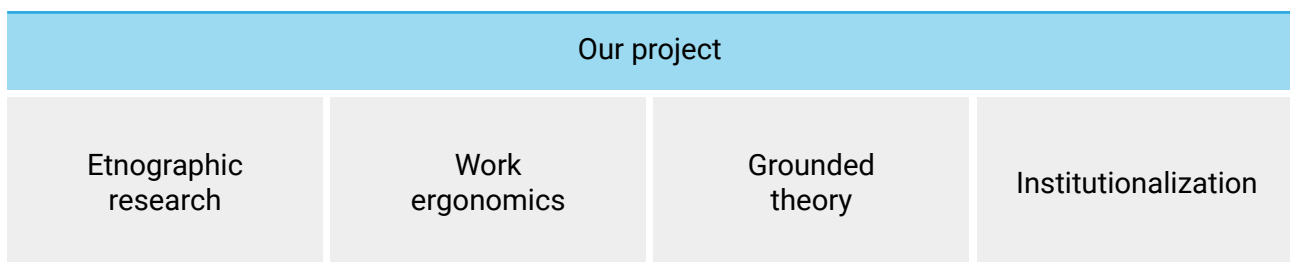 Our project
Etnographic
research
Work
ergonomics
Grounded
theory
Institutionalization